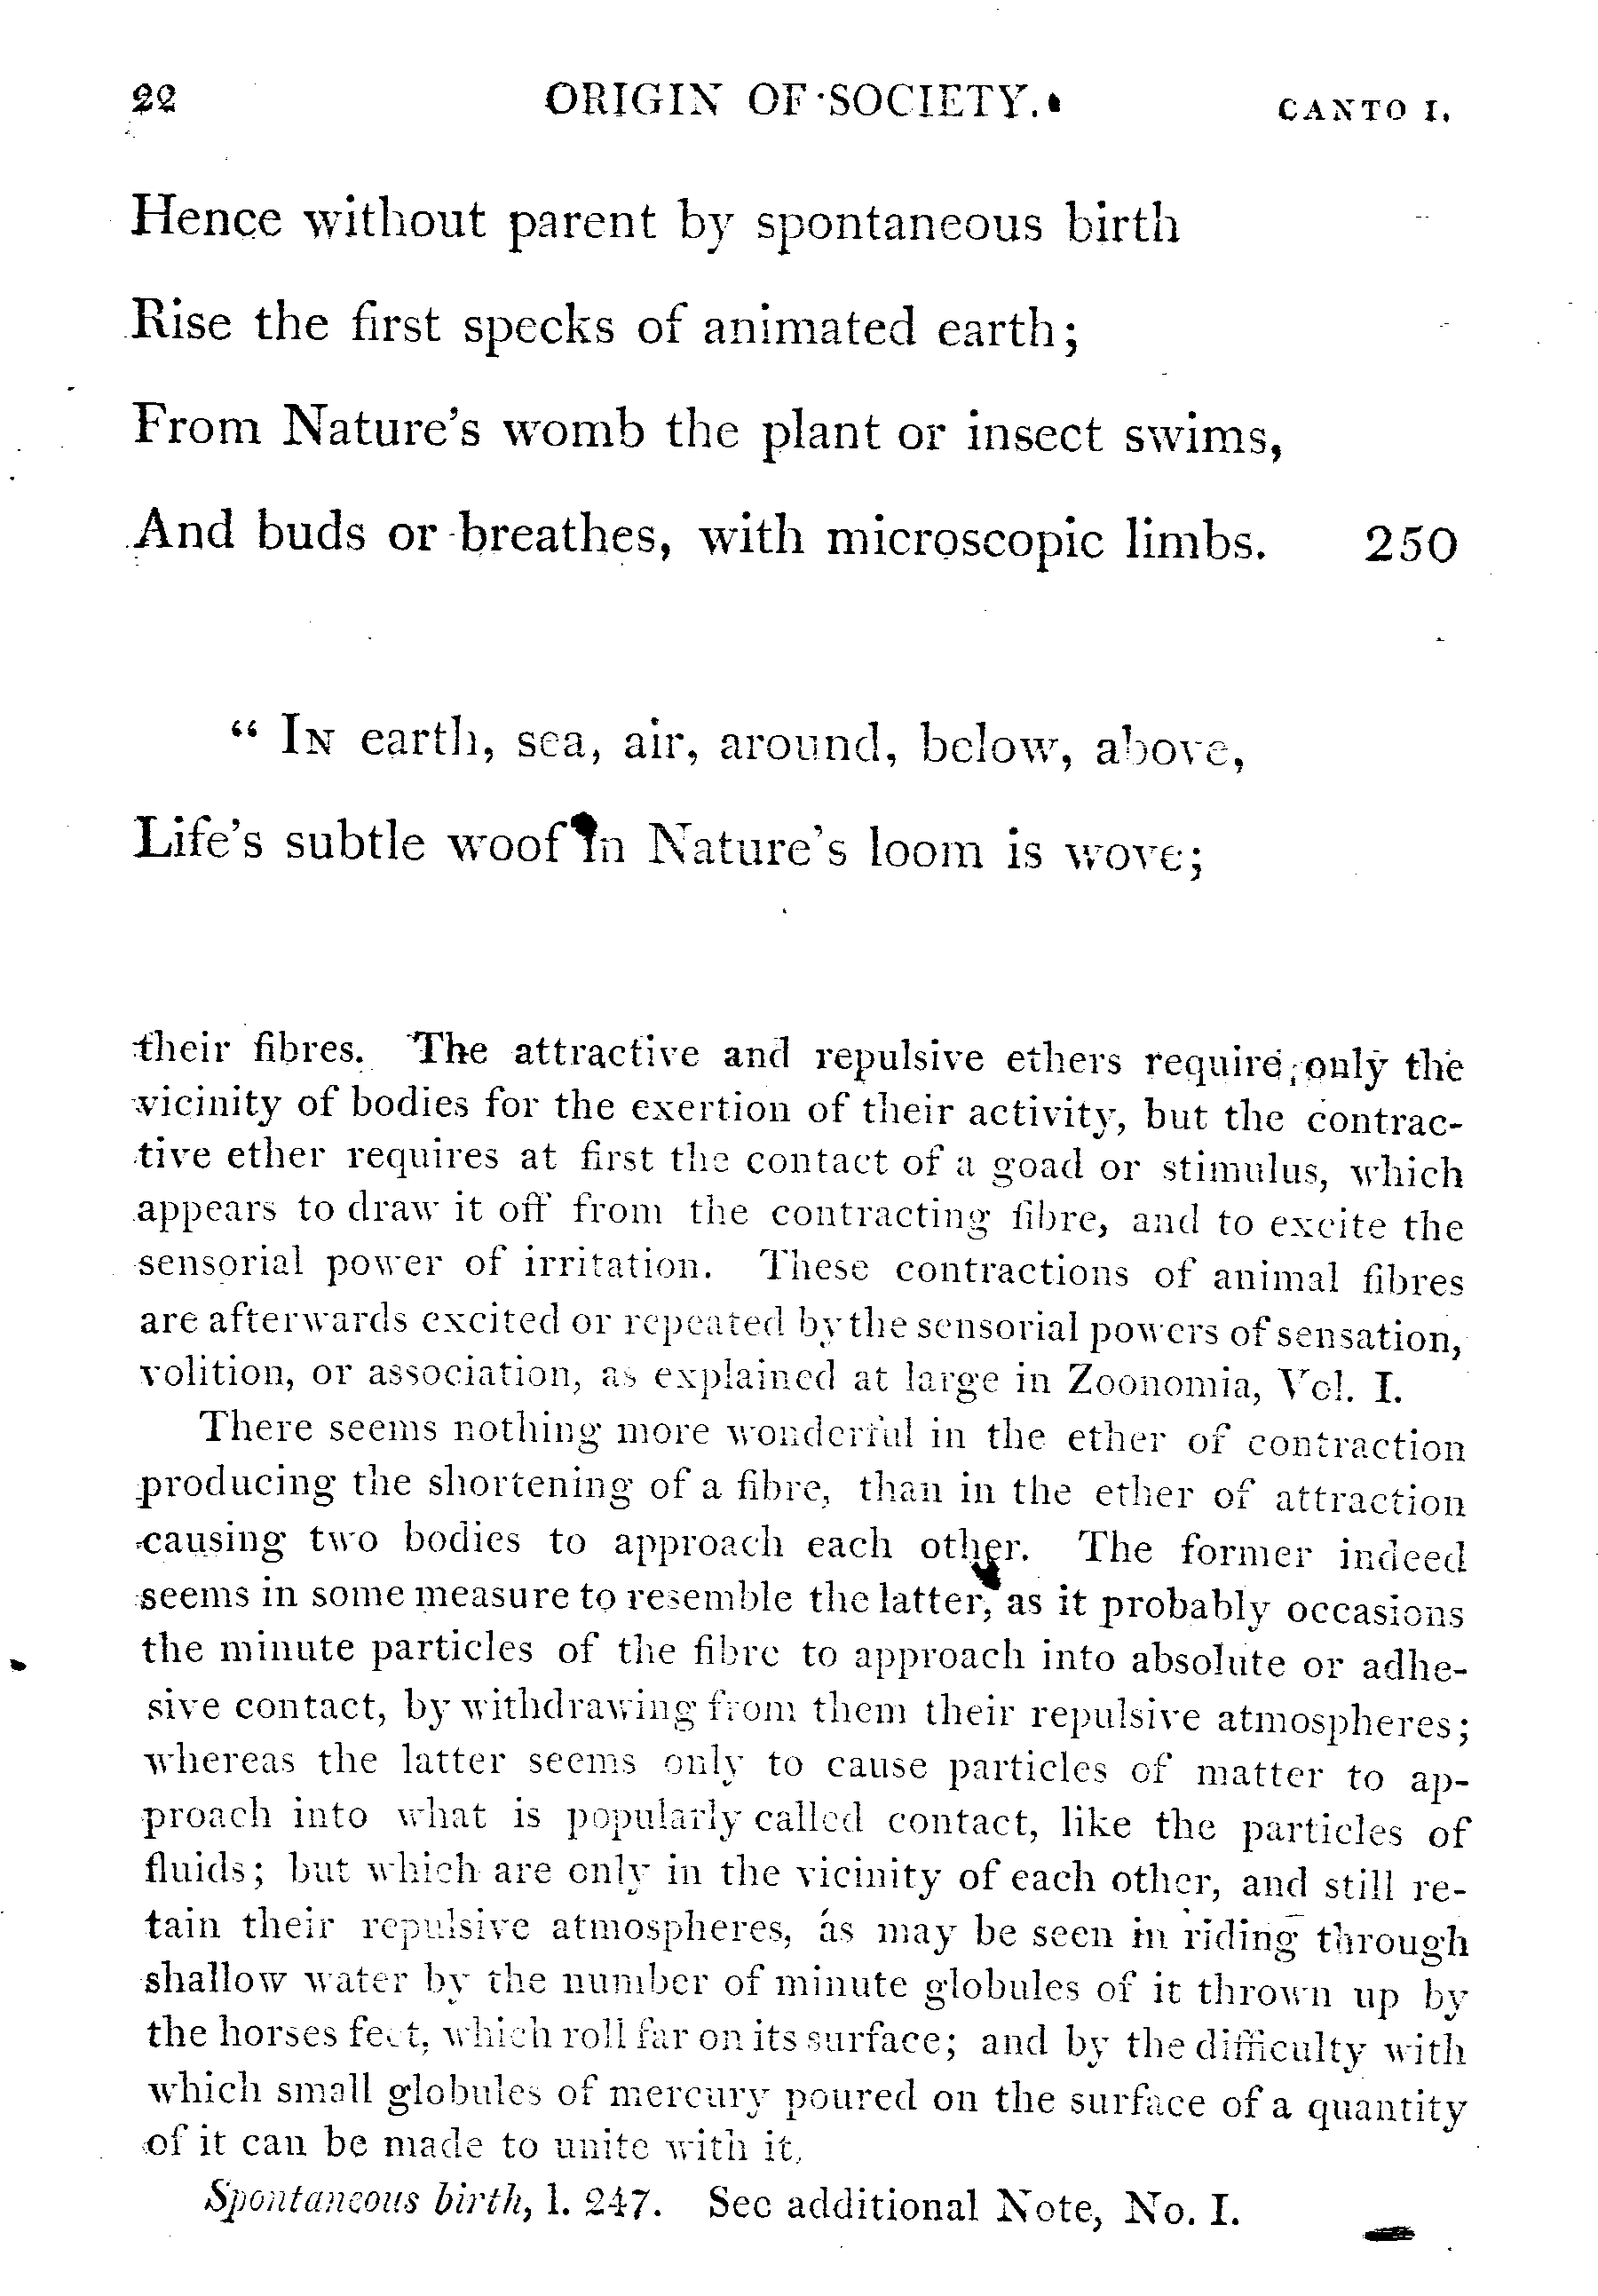 22 ORIGIN OF SOCIETY. CANTO I.
Hence without parent by spontaneous birth
Rise the first specks of animated earth;
From Nature's womb the plant or insect swims,
And buds or breathes, with microscopic limbs. 250
“ IN earth, sea, air, around, below, above,
Life's subtle woof in Nature's loom is wove;
their fibres. The attractive and repulsive ethers require only the
vicinity of bodies for the exertion of their activity, but the contrac-
tive ether requires at first the contact of a goad or stimulus, which
appears to draw it off from the contracting fibre, and to excite the
sensorial power of irritation. These contractions of animal fibres
are afterwards excited or repeated by the sensorial powers of sensation,
volition, or association, as explained at large in Zoonomia, Vol. I.
There seems nothing more wonderful in the ether of contraction
producing the shortening of a fibre, than in the ether of attraction
causing two bodies to approach each other. The former indeed
seems in some measure to resemble the latter, as it probably occasions
the minute particles of the fibre to approach into absolute or adhe-
sive contact, by withdrawing from them their repulsive atmospheres;
whereas the latter seems only to cause particles of matter to ap-
proach into what is popularly called contact, like the particles of
fluids; but which are only in the vicinity of each other, and still re-
tain their repulsive atmospheres, as may be seen in riding through
shallow water by the number of minute globules of it thrown up by
the horses feet, which roll far on its surface; and by the difficulty with
which small globules of mercury poured on the surface of a quantity
of it can be made to unite with it.
Spontaneous birth, l. 247. See additional Note, No. I.